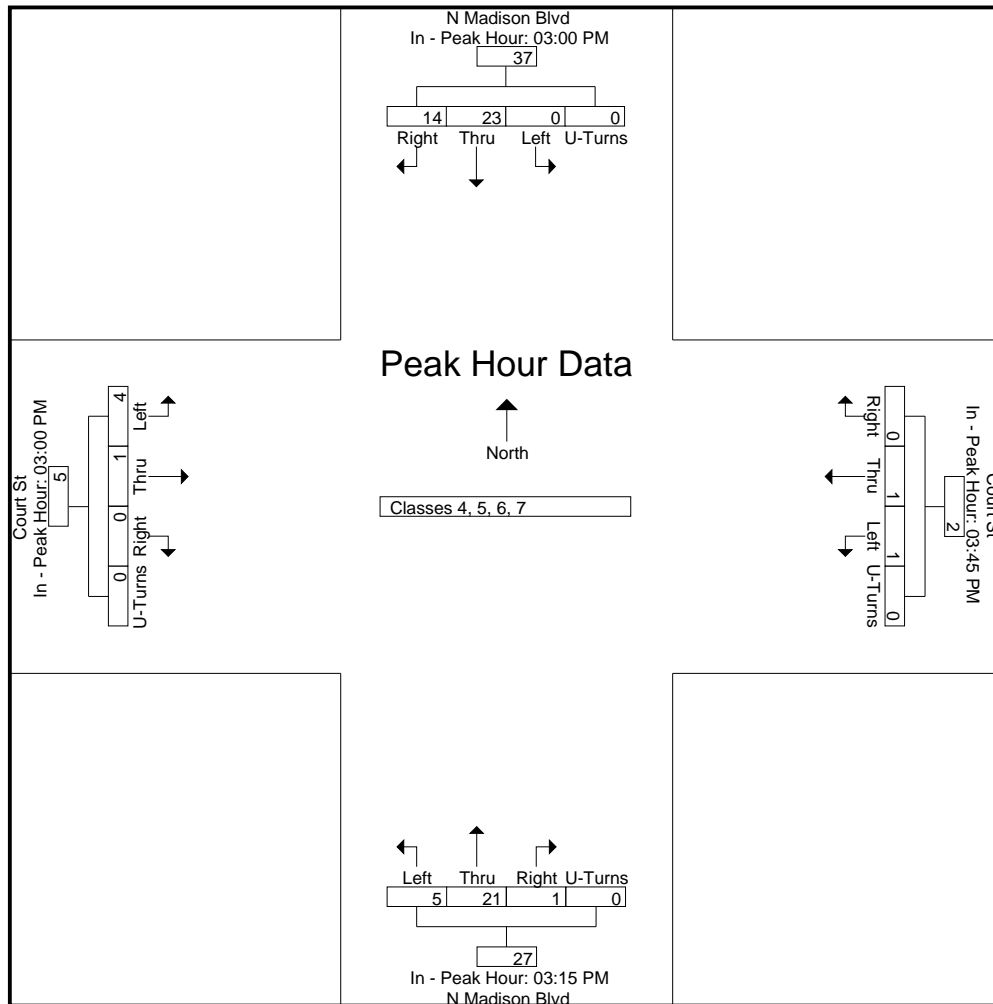 N Madison Blvd
In - Peak Hour: 03:00 PM
37
14 23 0 0
Right Thru Left U-Turns
Peak Hour Data
North
Classes 4, 5, 6, 7
Court St
In - Peak Hour: 03:00 PM
5
4 1 0 0
Left Thru Right U-Turns
Court St
In - Peak Hour: 03:45 PM
2
0 1 1 0
Right Thru Left U-Turns
Left Thru Right U-Turns
5 21 1 0
27
In - Peak Hour: 03:15 PM
N Madison Blvd